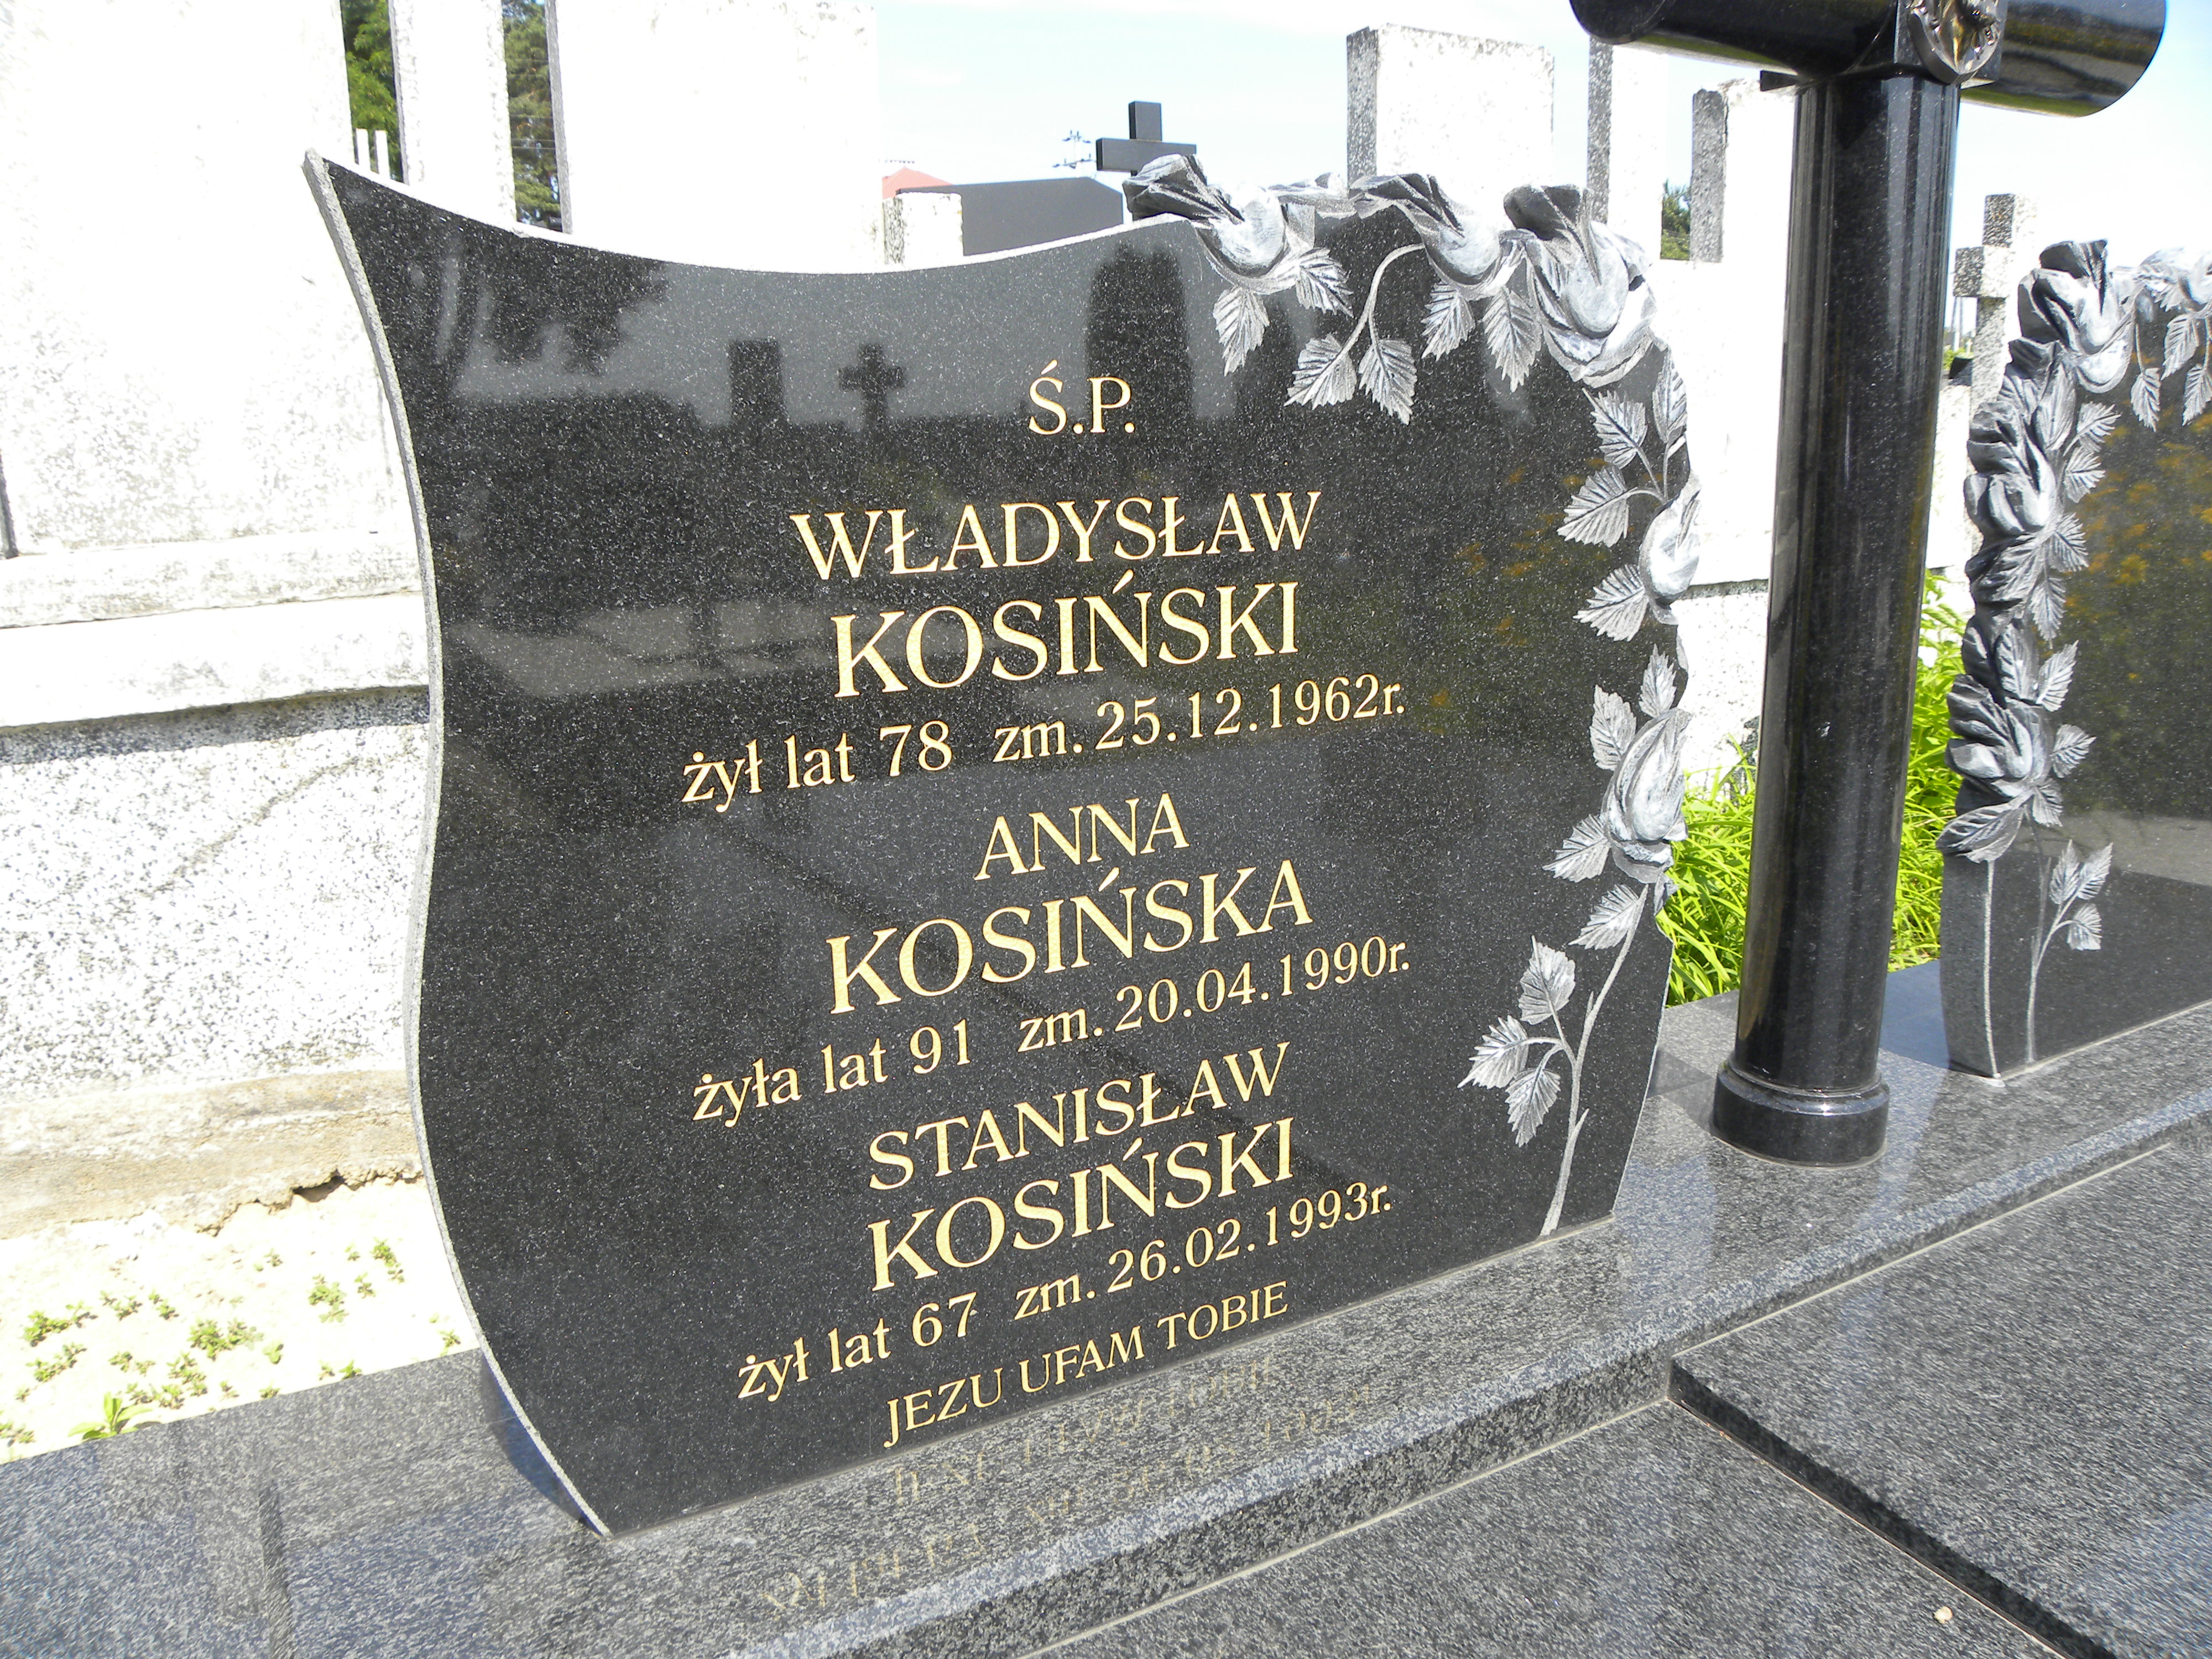 Ś.P.
WŁADYSŁAW
KOSIŃSKI
żył lat 78 zm. 25.12.1962r.
ANNA
KOSIŃSKA
żyła lat 91 zm. 20.04.1990r.
STANISŁAW
KOSIŃSKI
żył lat 67 zm. 26.02.1993r.
JEZU UFAM TOBIE